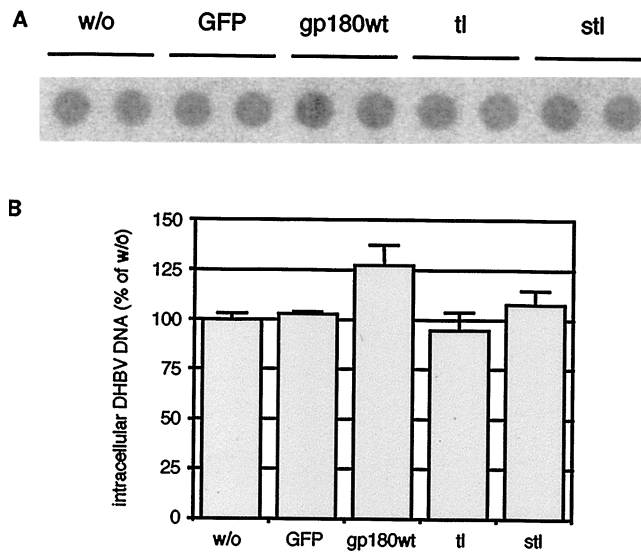 A
w/o GFP gp180wt tl stl
B
intracellular DHBV DNA (% of w/o)
150
125
100
75
50
25
0
w/o GFP gp180wt tl stl